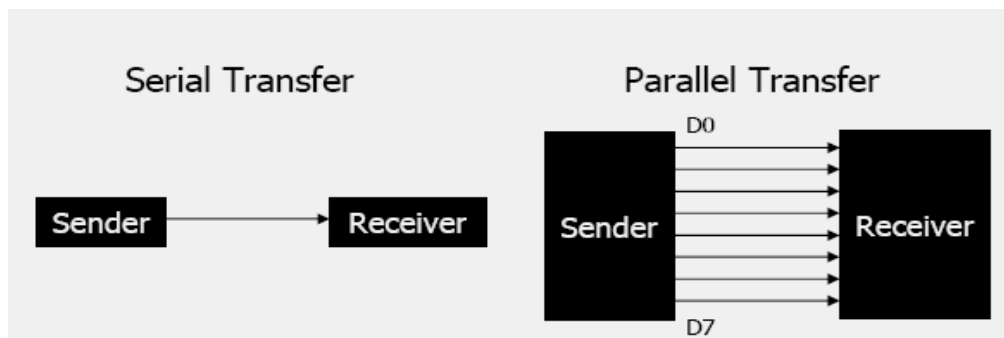 Serial Transfer
Sender
Receiver
Parallel Transfer
D0
Sender
Receiver
D7